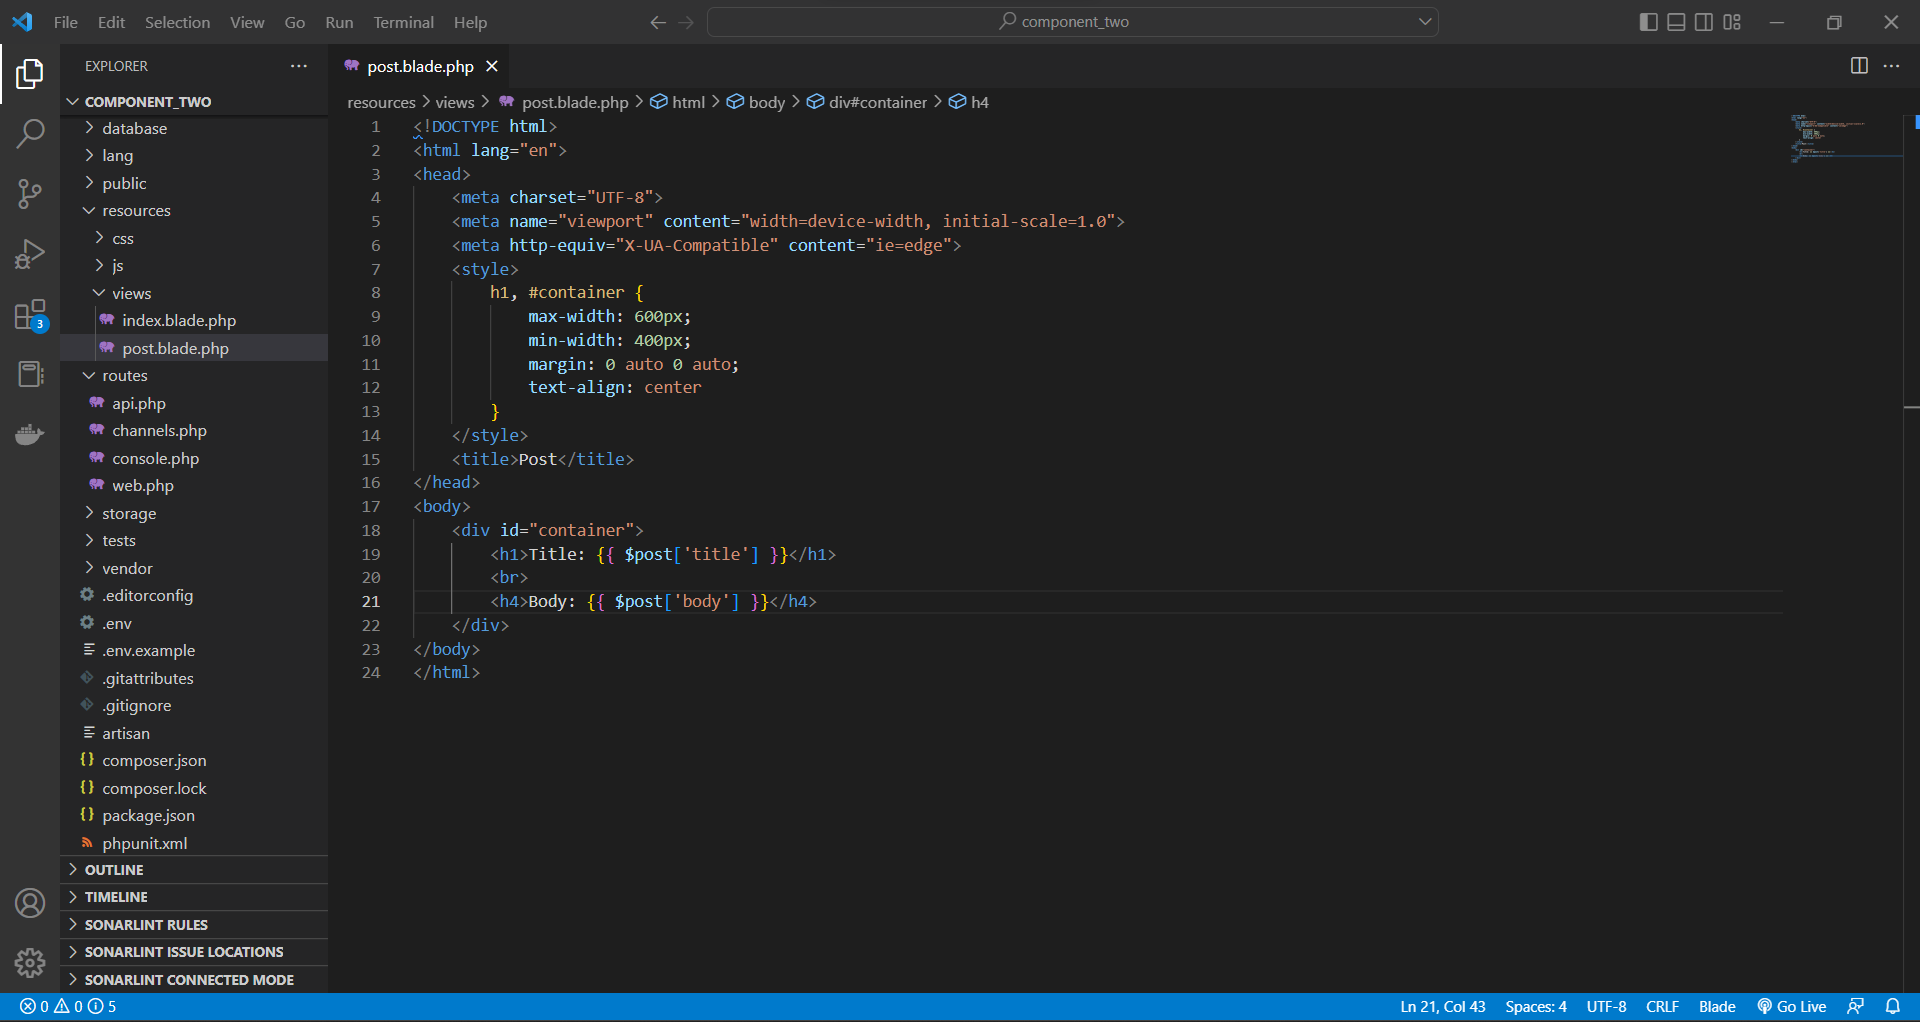 File Edit Selection View Go Run Terminal Help component_two
EXPLORER
COMPONENT_TWO
database
lang
public
resources
css
js
views
index.blade.php
post.blade.php
routes
api.php
channels.php
console.php
web.php
storage
tests
vendor
.editorconfig
.env
.env.example
.gitattributes
.gitignore
artisan
composer.json
composer.lock
package.json
phpunit.xml
OUTLINE
TIMELINE
SONARLINT RULES
SONARLINT ISSUE LOCATIONS
SONARLINT CONNECTED MODE
3
post.blade.php
resources > views > post.blade.php > html > body > div#container > h4
1 <!DOCTYPE html>
2 <html lang="en">
3 <head>
4 <meta charset="UTF-8">
5 <meta name="viewport" content="width=device-width, initial-scale=1.0">
6 <meta http-equiv="X-UA-Compatible" content="ie=edge">
7 <style>
8 h1, #container {
9 max-width: 600px;
10 min-width: 400px;
11 margin: 0 auto 0 auto;
12 text-align: center
13 }
14 </style>
15 <title>Post</title>
16 </head>
17 <body>
18 <div id="container">
19 <h1>Title: {{ $post['title'] }}</h1>
20 <br>
21 <h4>Body: {{ $post['body'] }}</h4>
22 </div>
23 </body>
24 </html>
0 0 5 Ln 21, Col 43 Spaces: 4 UTF-8 CRLF Blade Go Live